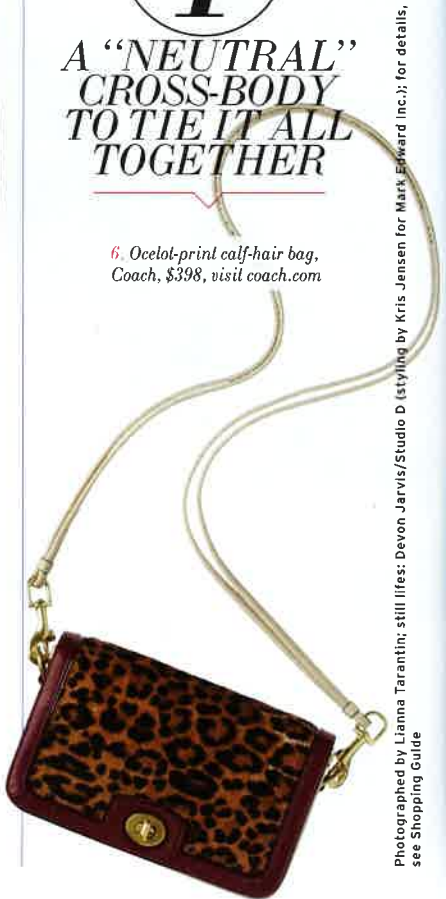 1
A “NEUTRAL”
CROSS-BODY
TO TIE IT ALL
TOGETHER
6. Ocelot-print calf-hair bag,
Coach, $398, visit coach.com
Photographed by Lianna Tarantin; still lifes: Devon Jarvis/Studio D (styling by Kris Jensen for Mark Edward Inc.); for details,
see Shopping Guide